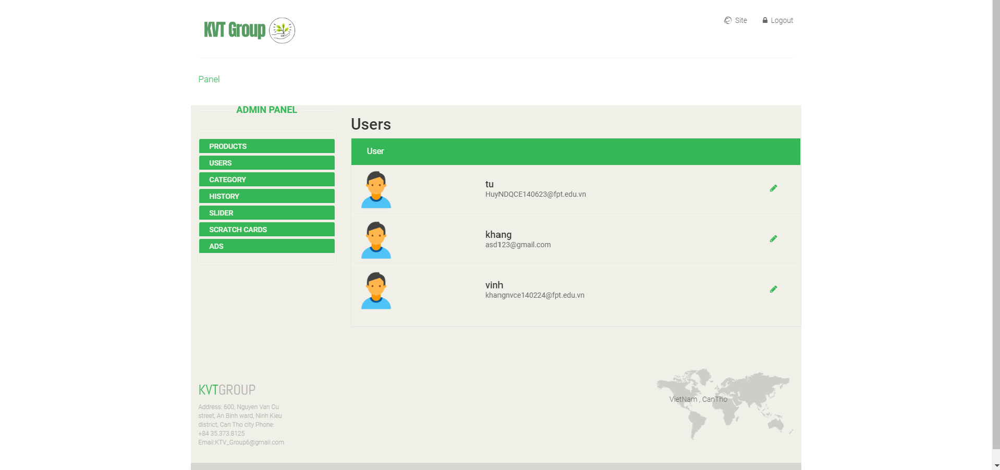 KVT Group
Site
Logout
Panel
ADMIN PANEL
PRODUCTS
USERS
CATEGORY
HISTORY
SLIDER
SCRATCH CARDS
ADS
Users
User
tu
HuyNDQCE140623@fpt.edu.vn
khang
asd123@gmail.com
vinh
khangnvce140224@fpt.edu.vn
KVTGROUP
Address: 600, Nguyen Van Cu
street, An Binh ward, Ninh Kieu
district, Can Tho city Phone:
+84 35.373.8125
Email:KTV_Group6@gmail.com
VietNam , CanTho